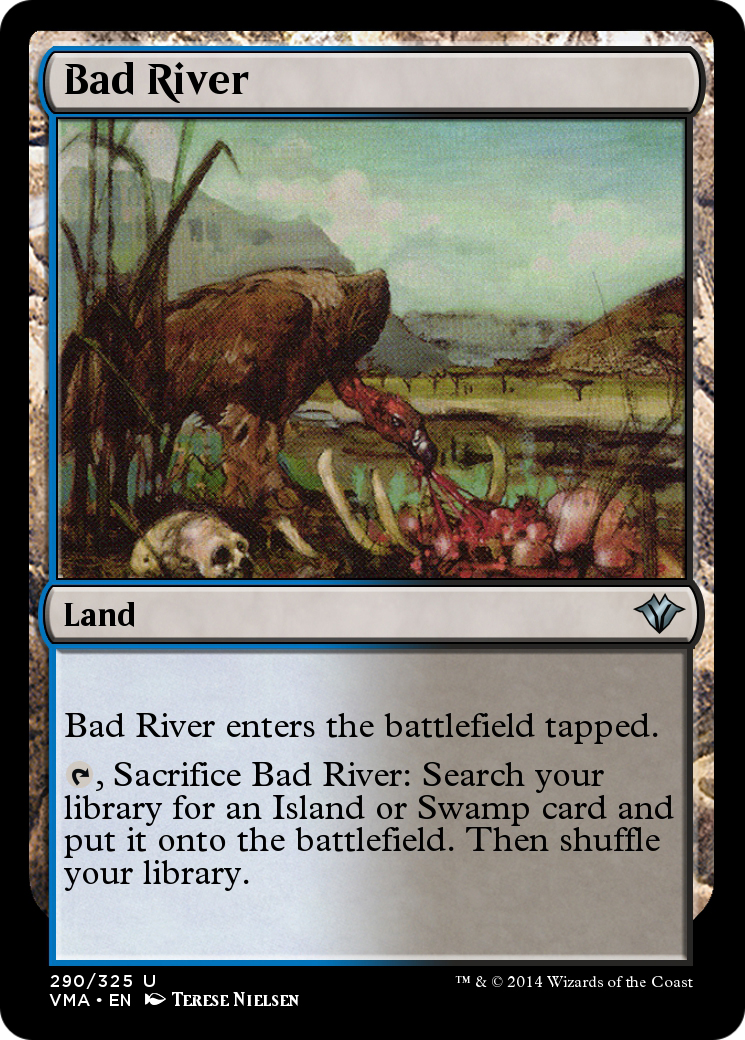 Bad River
Land
Bad River enters the battlefield tapped.
, Sacrifice Bad River: Search your
library for an Island or Swamp card and
put it onto the battlefield. Then shuffle
your library.
290/325 U
™ & © 2014 Wizards of the Coast
VMA • EN Terese Nielsen